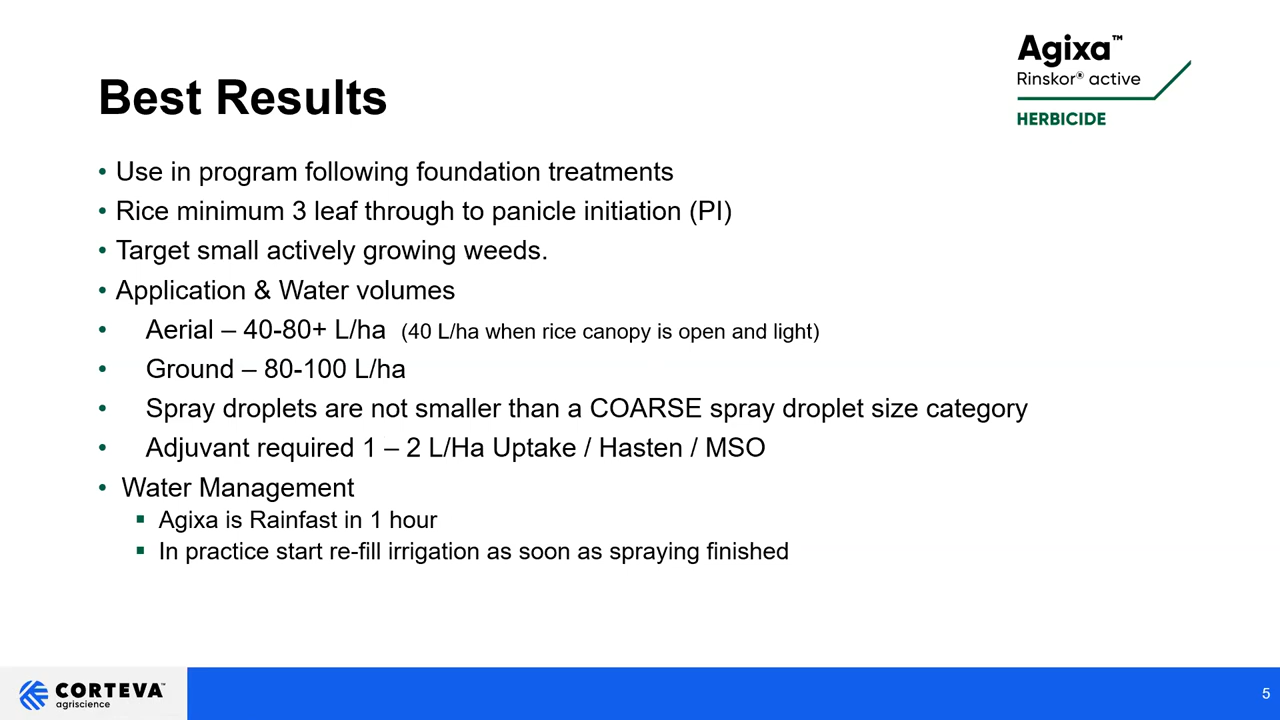 Agixa™
Rinskor® active
HERBICIDE
Best Results
• Use in program following foundation treatments
• Rice minimum 3 leaf through to panicle initiation (PI)
• Target small actively growing weeds.
• Application & Water volumes
• Aerial – 40-80+ L/ha (40 L/ha when rice canopy is open and light)
• Ground – 80-100 L/ha
• Spray droplets are not smaller than a COARSE spray droplet size category
• Adjuvant required 1 – 2 L/Ha Uptake / Hasten / MSO
• Water Management
▪ Agixa is Rainfast in 1 hour
▪ In practice start re-fill irrigation as soon as spraying finished
CORTEVA™
agriscience
5